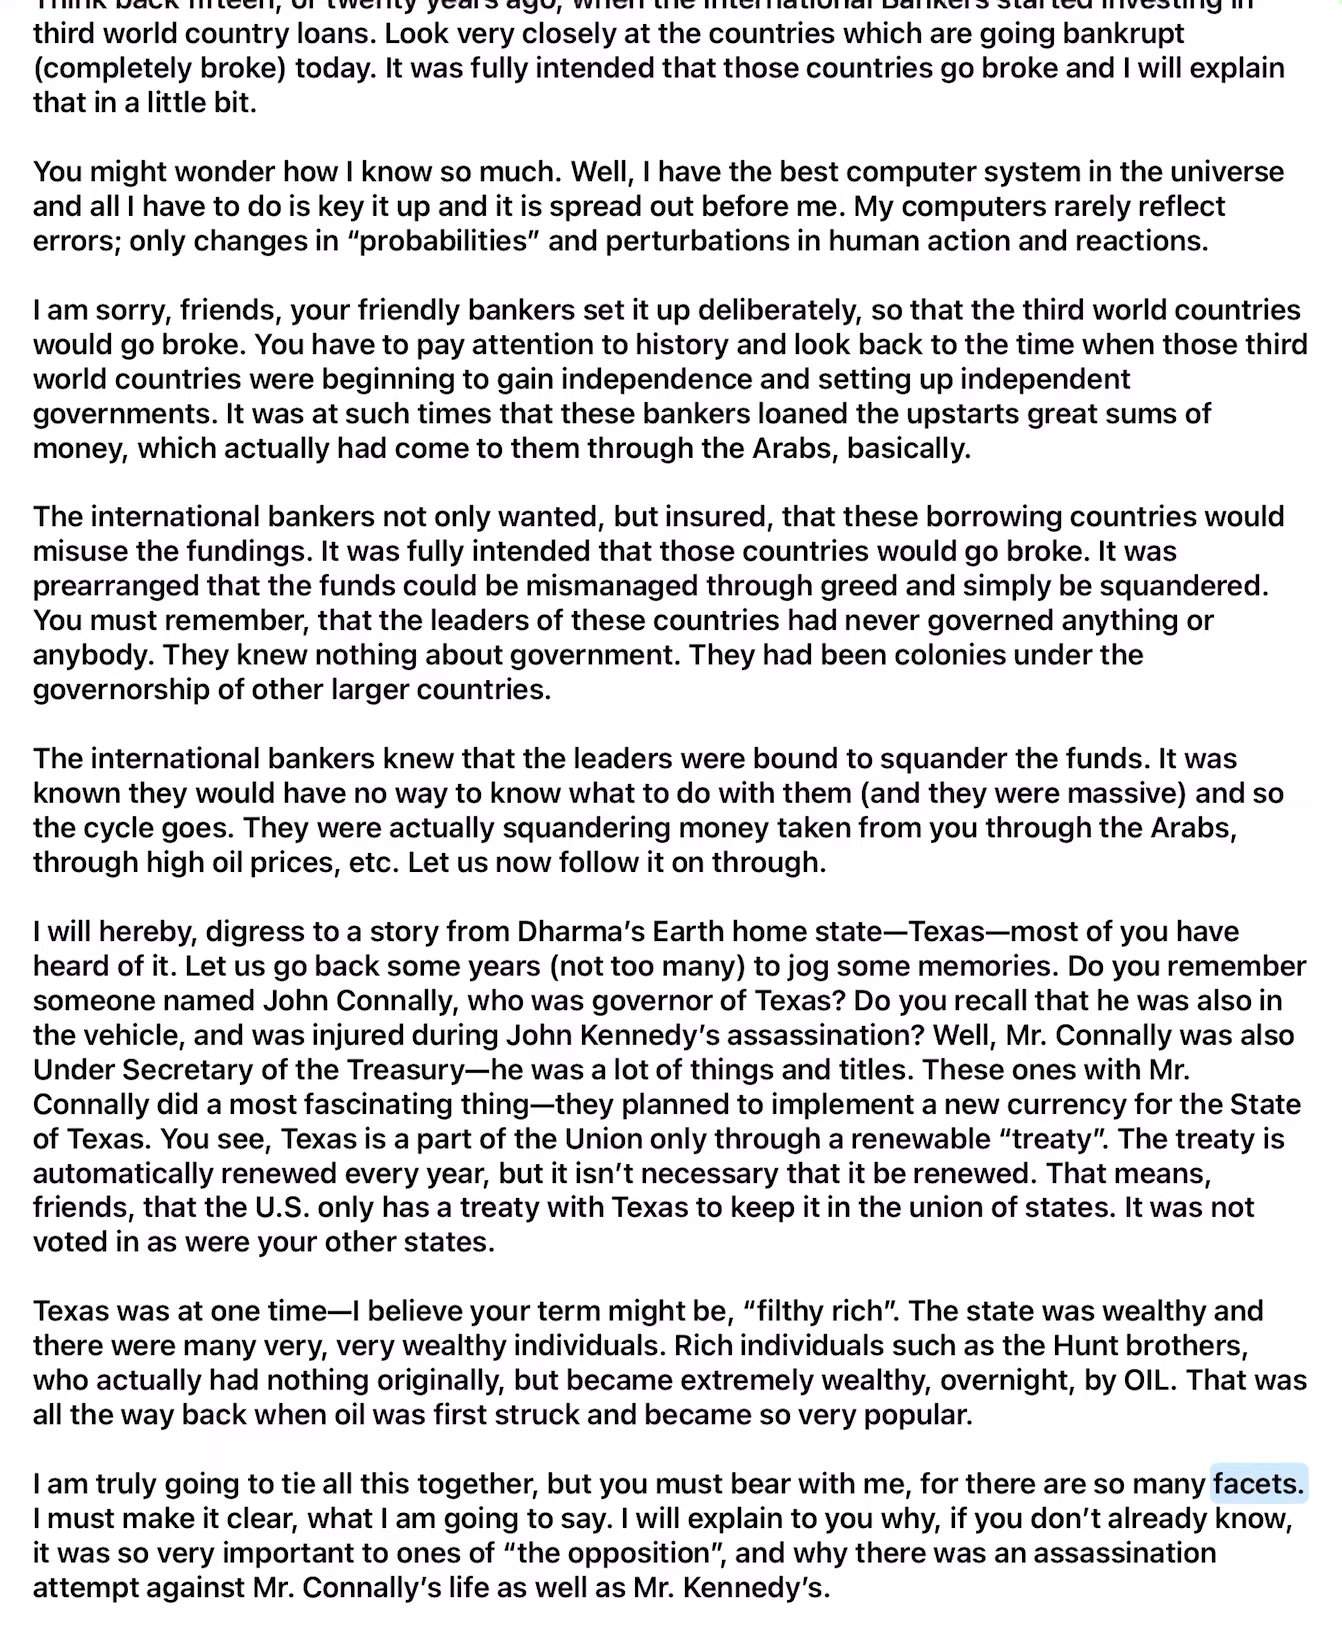 Think back fifteen, or twenty years ago, when the International Bankers started investing in
third world country loans. Look very closely at the countries which are going bankrupt
(completely broke) today. It was fully intended that those countries go broke and I will explain
that in a little bit.
You might wonder how I know so much. Well, I have the best computer system in the universe
and all I have to do is key it up and it is spread out before me. My computers rarely reflect
errors; only changes in “probabilities” and perturbations in human action and reactions.
I am sorry, friends, your friendly bankers set it up deliberately, so that the third world countries
would go broke. You have to pay attention to history and look back to the time when those third
world countries were beginning to gain independence and setting up independent
governments. It was at such times that these bankers loaned the upstarts great sums of
money, which actually had come to them through the Arabs, basically.
The international bankers not only wanted, but insured, that these borrowing countries would
misuse the fundings. It was fully intended that those countries would go broke. It was
prearranged that the funds could be mismanaged through greed and simply be squandered.
You must remember, that the leaders of these countries had never governed anything or
anybody. They knew nothing about government. They had been colonies under the
governorship of other larger countries.
The international bankers knew that the leaders were bound to squander the funds. It was
known they would have no way to know what to do with them (and they were massive) and so
the cycle goes. They were actually squandering money taken from you through the Arabs,
through high oil prices, etc. Let us now follow it on through.
I will hereby, digress to a story from Dharma’s Earth home state—Texas—most of you have
heard of it. Let us go back some years (not too many) to jog some memories. Do you remember
someone named John Connally, who was governor of Texas? Do you recall that he was also in
the vehicle, and was injured during John Kennedy’s assassination? Well, Mr. Connally was also
Under Secretary of the Treasury—he was a lot of things and titles. These ones with Mr.
Connally did a most fascinating thing—they planned to implement a new currency for the State
of Texas. You see, Texas is a part of the Union only through a renewable “treaty”. The treaty is
automatically renewed every year, but it isn’t necessary that it be renewed. That means,
friends, that the U.S. only has a treaty with Texas to keep it in the union of states. It was not
voted in as were your other states.
Texas was at one time—I believe your term might be, “filthy rich”. The state was wealthy and
there were many very, very wealthy individuals. Rich individuals such as the Hunt brothers,
who actually had nothing originally, but became extremely wealthy, overnight, by OIL. That was
all the way back when oil was first struck and became so very popular.
I am truly going to tie all this together, but you must bear with me, for there are so many facets.
I must make it clear, what I am going to say. I will explain to you why, if you don’t already know,
it was so very important to ones of “the opposition”, and why there was an assassination
attempt against Mr. Connally’s life as well as Mr. Kennedy’s.